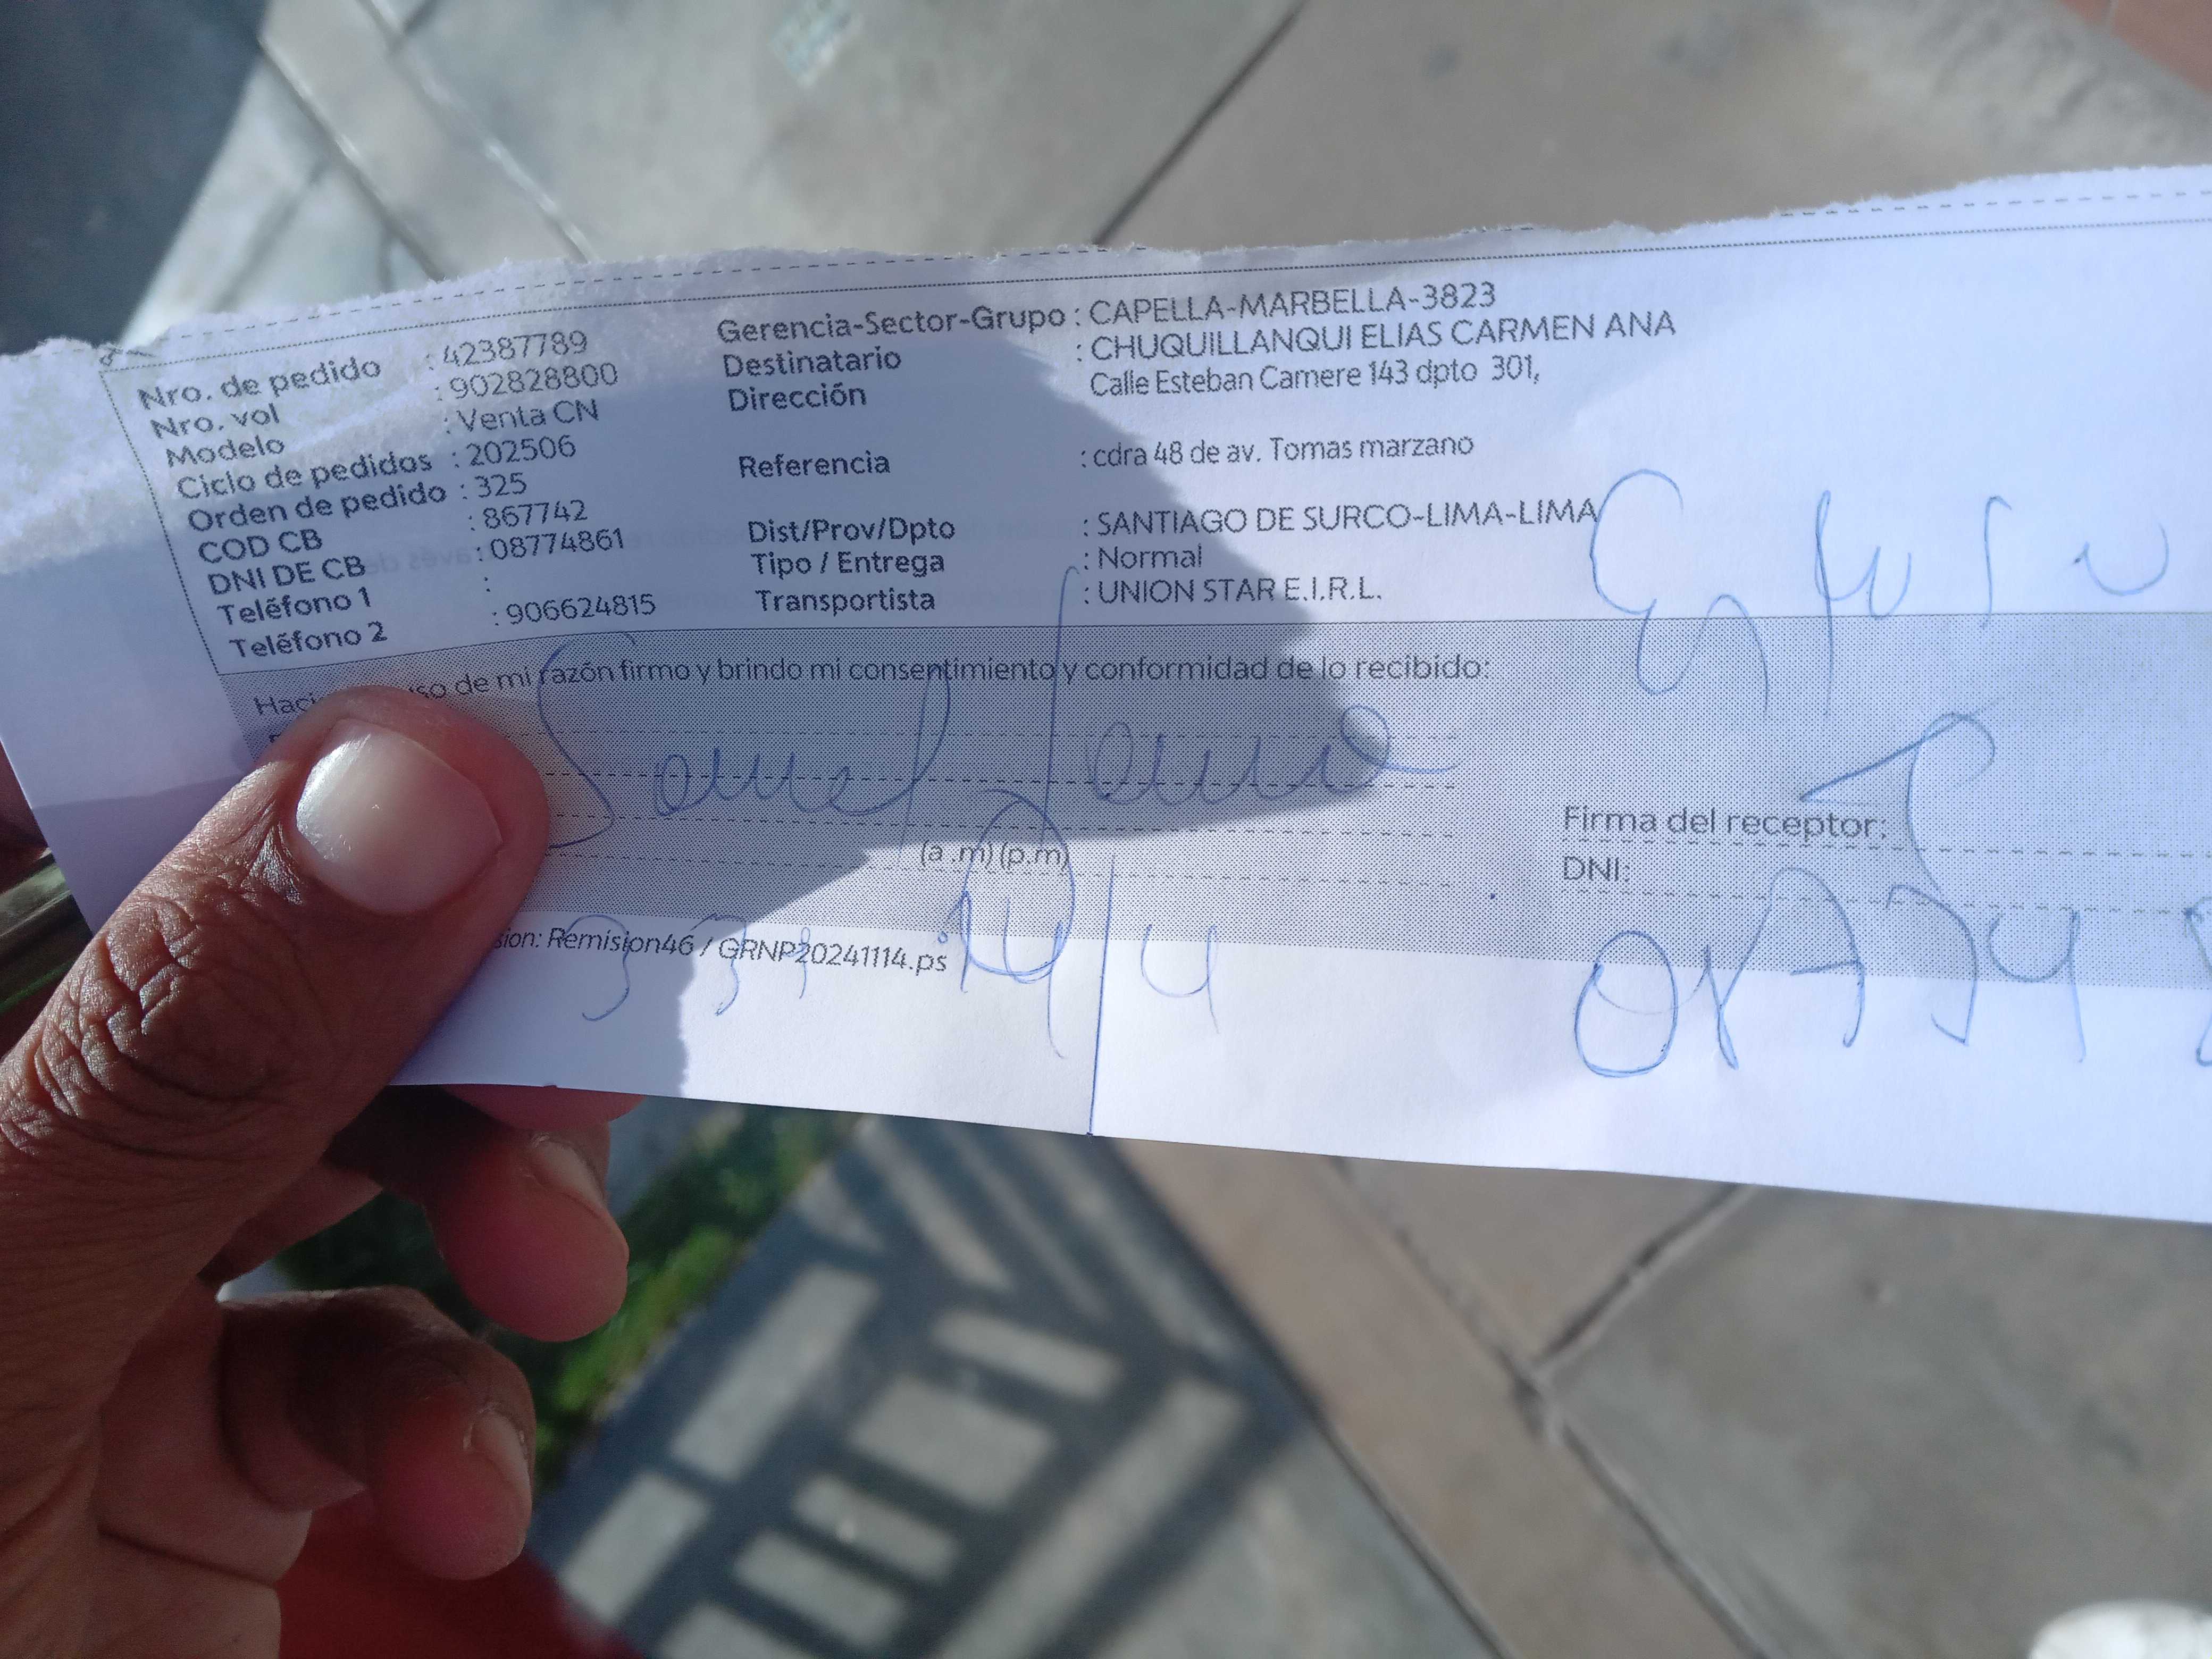 Nro. de pedido : 42387789
Nro. vol : 902828800
Modelo : Venta CN
Ciclo de pedidos : 202506
Orden de pedido : 325
COD CB : 867742
DNI DE CB : 08774861
Teléfono 1 :
Teléfono 2 : 906624815
Gerencia-Sector-Grupo : CAPELLA-MARBELLA-3823
Destinatario : CHUQUILLANQUI ELIAS CARMEN ANA
Dirección Calle Esteban Camere 143 dpto 301,
Referencia : cdra 48 de av. Tomas marzano
Dist/Prov/Dpto : SANTIAGO DE SURCO-LIMA-LIMA
Tipo / Entrega : Normal
Transportista : UNION STAR E.I.R.L.
Haci so de mi razón firmo y brindo mi consentimiento y conformidad de lo recibido:
(a .m) (p.m)
Firma del receptor:
DNI:
sion: Remision46 / GRNP20241114.ps